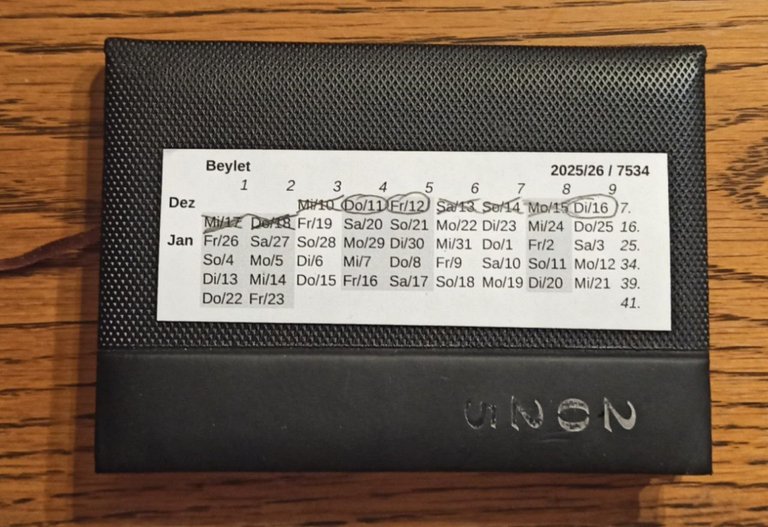 Beylet 2025/26 / 7534
1 2 3 4 5 6 7 8 9
Dez Mi/10 Do/11 Fr/12 Sa/13 So/14 Mo/15 Di/16 7.
Mi/17 Do/18 Fr/19 Sa/20 So/21 Mo/22 Di/23 Mi/24 Do/25 16.
Jan Fr/26 Sa/27 So/28 Mo/29 Di/30 Mi/31 Do/1 Fr/2 Sa/3 25.
So/4 Mo/5 Di/6 Mi/7 Do/8 Fr/9 Sa/10 So/11 Mo/12 34.
Di/13 Mi/14 Do/15 Fr/16 Sa/17 So/18 Mo/19 Di/20 Mi/21 39.
Do/22 Fr/23 41.
2025